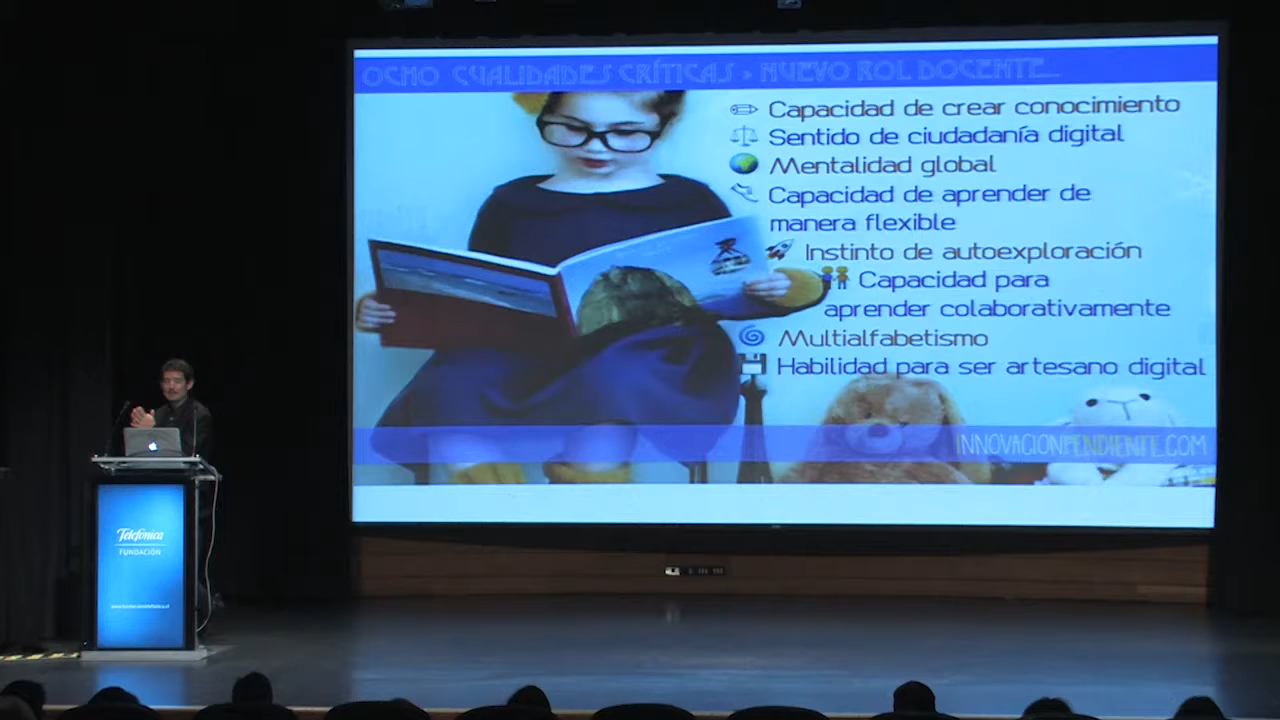 OCHO CUALIDADES CRÍTICAS > NUEVO ROL DOCENTE...
Capacidad de crear conocimiento
Sentido de ciudadanía digital
Mentalidad global
Capacidad de aprender de
manera flexible
Instinto de autoexploración
Capacidad para
aprender colaborativamente
Multialfabetismo
Habilidad para ser artesano digital
INNOVACIONPENDIENTE.COM
Telefónica
FUNDACIÓN